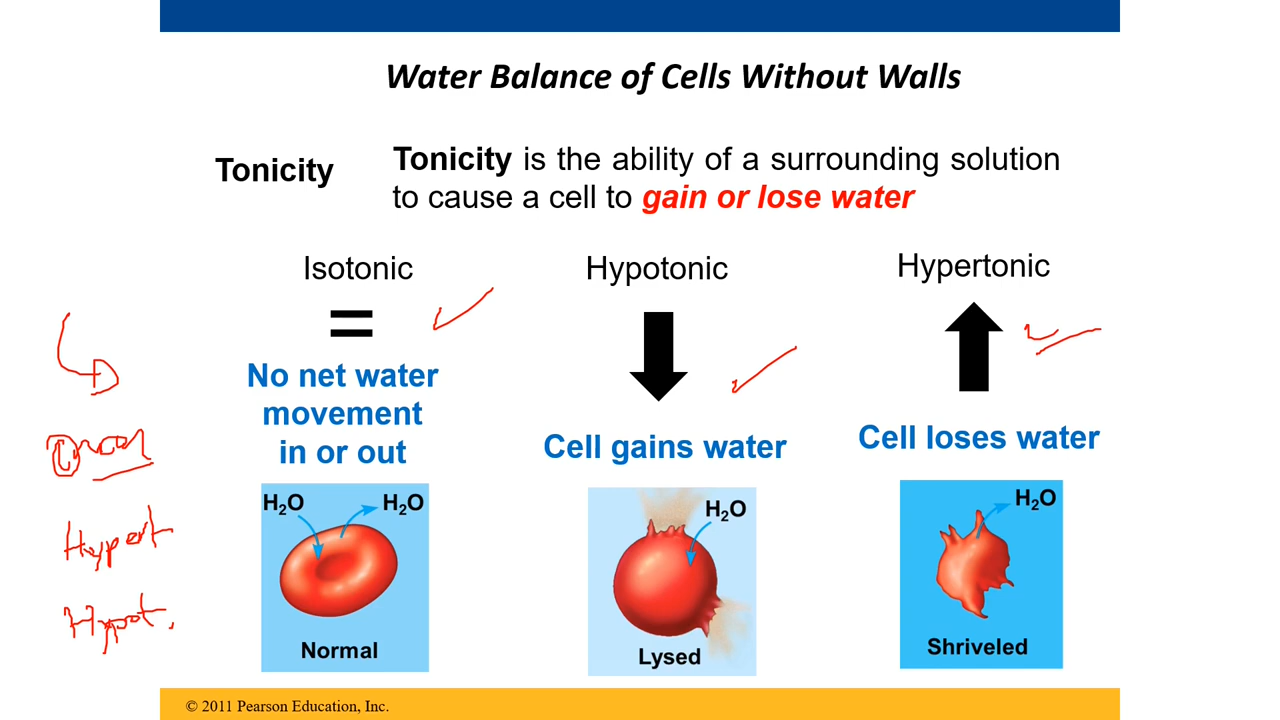 Water Balance of Cells Without Walls
Tonicity
Tonicity is the ability of a surrounding solution
to cause a cell to gain or lose water
Isotonic
=
No net water
movement
in or out
H2O
H2O
Normal
Hypotonic
Cell gains water
H2O
Lysed
Hypertonic
Cell loses water
H2O
Shriveled
Hypert
Hypot.
© 2011 Pearson Education, Inc.